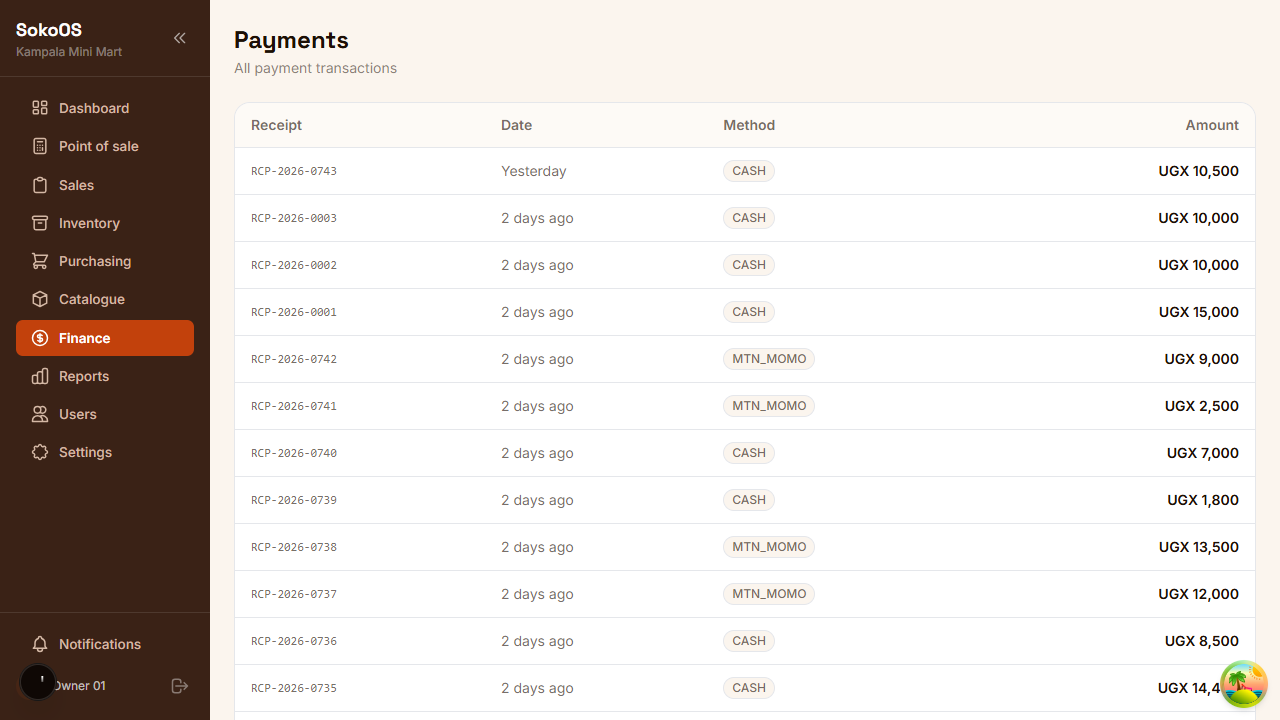 SokoOS
Kampala Mini Mart
Dashboard
Point of sale
Sales
Inventory
Purchasing
Catalogue
Finance
Reports
Users
Settings
Notifications
Owner 01
Payments
All payment transactions
Receipt Date Method Amount
RCP-2026-0743 Yesterday CASH UGX 10,500
RCP-2026-0003 2 days ago CASH UGX 10,000
RCP-2026-0002 2 days ago CASH UGX 10,000
RCP-2026-0001 2 days ago CASH UGX 15,000
RCP-2026-0742 2 days ago MTN_MOMO UGX 9,000
RCP-2026-0741 2 days ago MTN_MOMO UGX 2,500
RCP-2026-0740 2 days ago CASH UGX 7,000
RCP-2026-0739 2 days ago CASH UGX 1,800
RCP-2026-0738 2 days ago MTN_MOMO UGX 13,500
RCP-2026-0737 2 days ago MTN_MOMO UGX 12,000
RCP-2026-0736 2 days ago CASH UGX 8,500
RCP-2026-0735 2 days ago CASH UGX